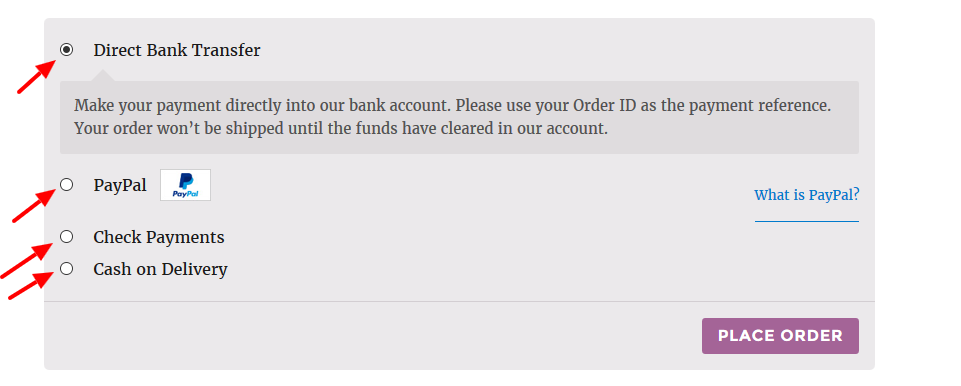 Direct Bank Transfer
Make your payment directly into our bank account. Please use your Order ID as the payment reference.
Your order won’t be shipped until the funds have cleared in our account.
PayPal PayPal
What is PayPal?
Check Payments
Cash on Delivery
PLACE ORDER